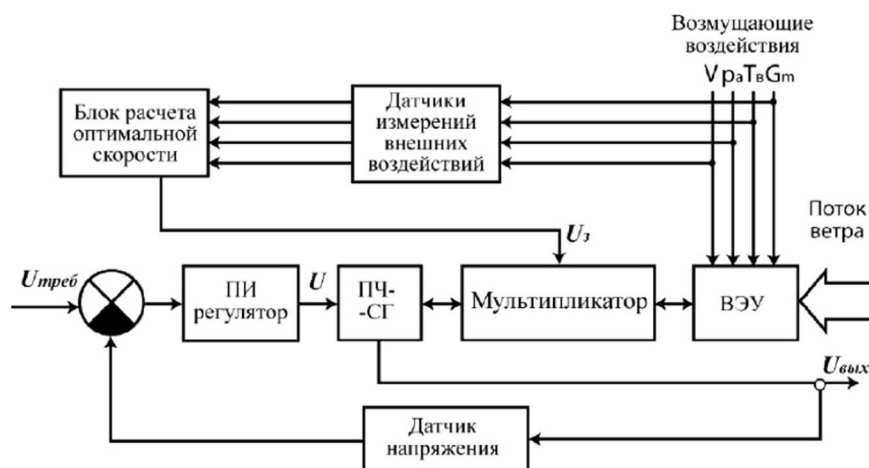 Возмущающие
воздействия
V pₐ Tв Gₘ
Блок расчета
оптимальной
скорости
Датчики
измерений
внешних
воздействий
Поток
ветра
Uз
Uтреб
ПИ
регулятор
U
ПЧ-
-СГ
Мультипликатор
ВЭУ
Uвых
Датчик
напряжения